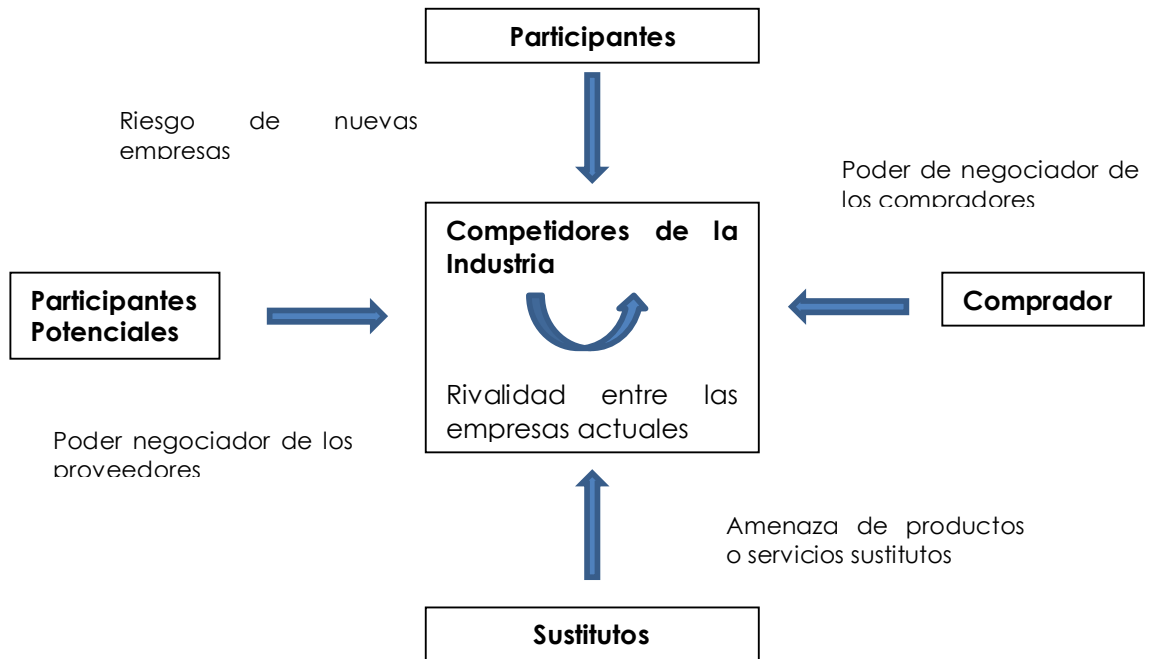 Participantes
Riesgo de nuevas
empresas
Poder de negociador de
los compradores
Competidores de la
Industria
Participantes
Potenciales
Comprador
Rivalidad entre las
empresas actuales
Poder negociador de los
proveedores
Amenaza de productos
o servicios sustitutos
Sustitutos